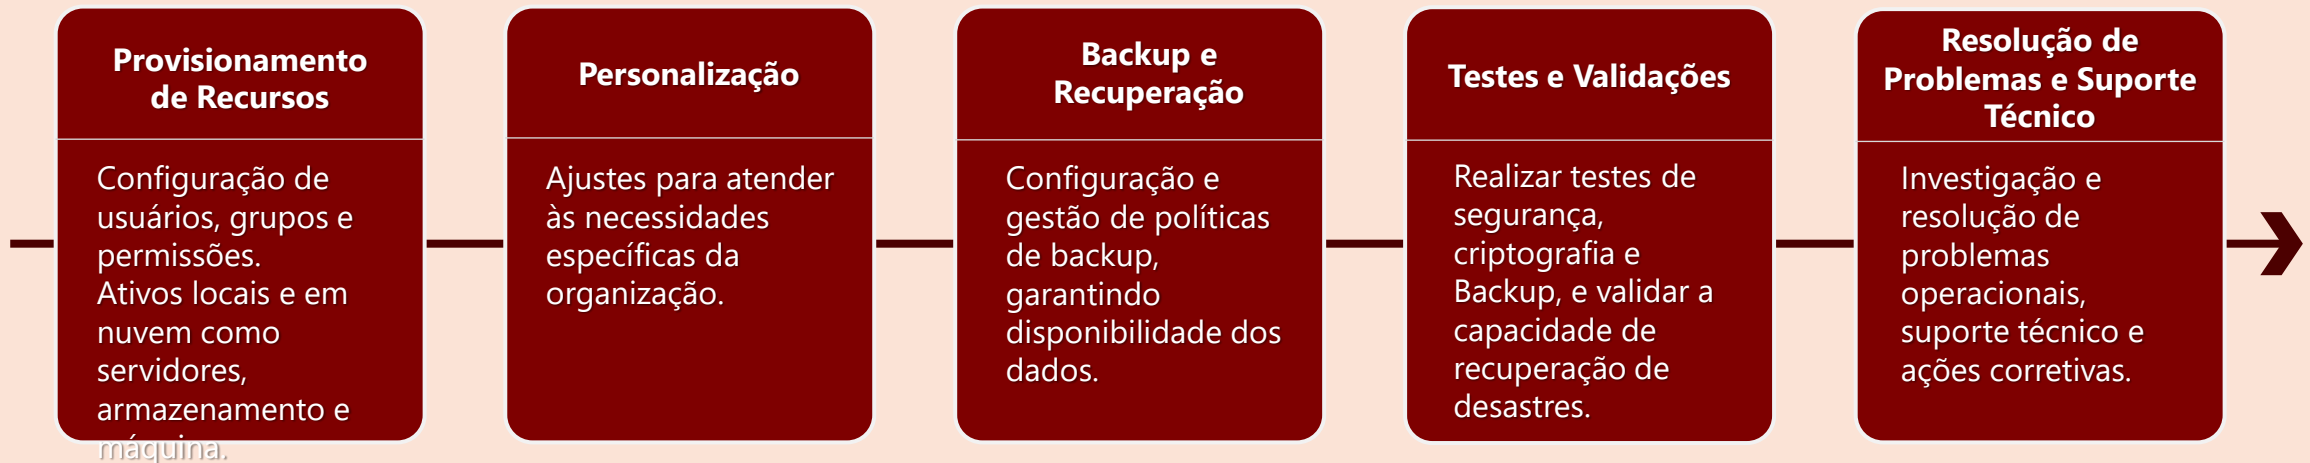 Provisionamento
de Recursos
Configuração de
usuários, grupos e
permissões.
Ativos locais e em
nuvem como
servidores,
armazenamento e
máquina.
Personalização
Ajustes para atender
às necessidades
específicas da
organização.
Backup e
Recuperação
Configuração e
gestão de políticas
de backup,
garantindo
disponibilidade dos
dados.
Testes e Validações
Realizar testes de
segurança,
criptografia e
Backup, e validar a
capacidade de
recuperação de
desastres.
Resolução de
Problemas e Suporte
Técnico
Investigação e
resolução de
problemas
operacionais,
suporte técnico e
ações corretivas.